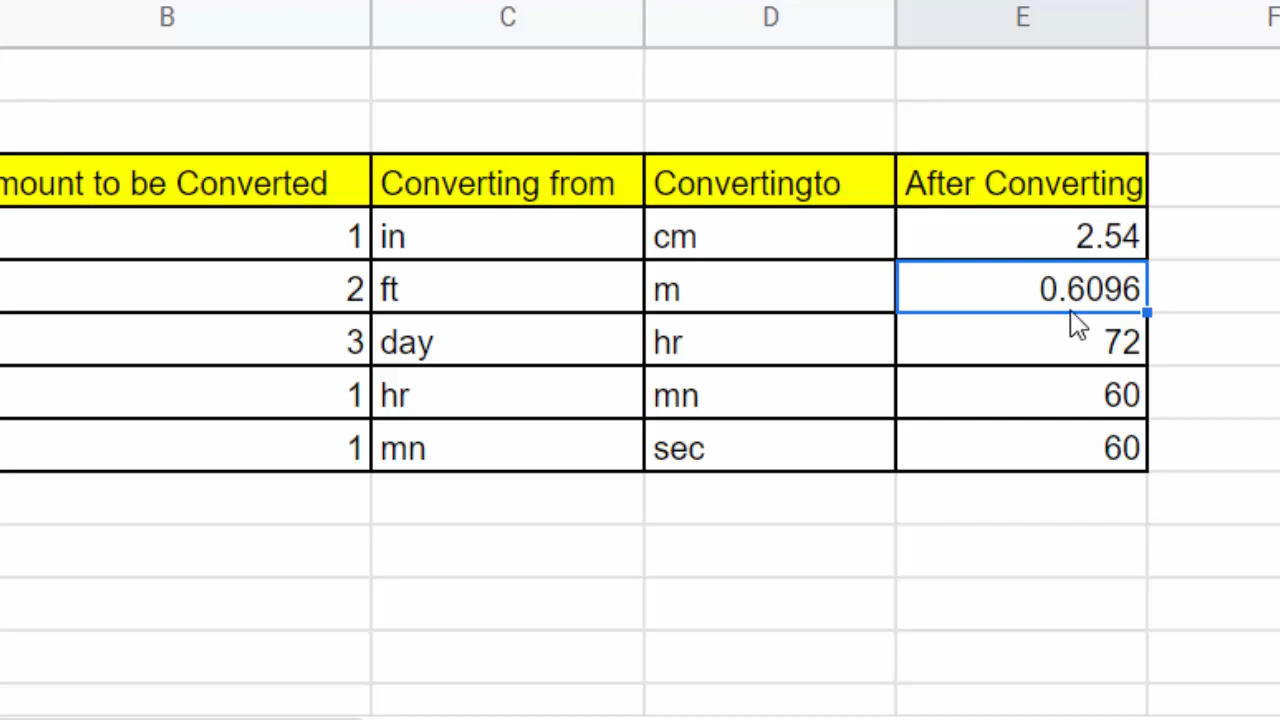 B C D E F
mount to be Converted Converting from Convertingto After Converting
1 in cm 2.54
2 ft m 0.6096
3 day hr 72
1 hr mn 60
1 mn sec 60